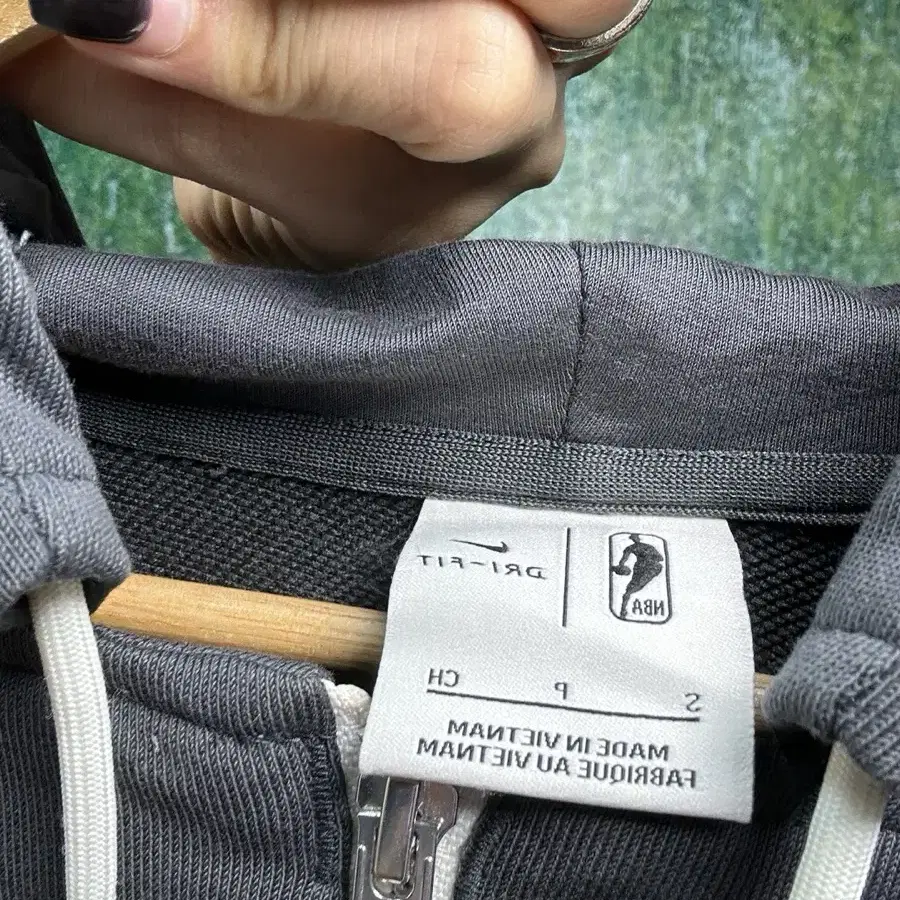 NBA
DRI-FIT
S P CH
MADE IN VIETNAM
FABRIQUE AU VIETNAM